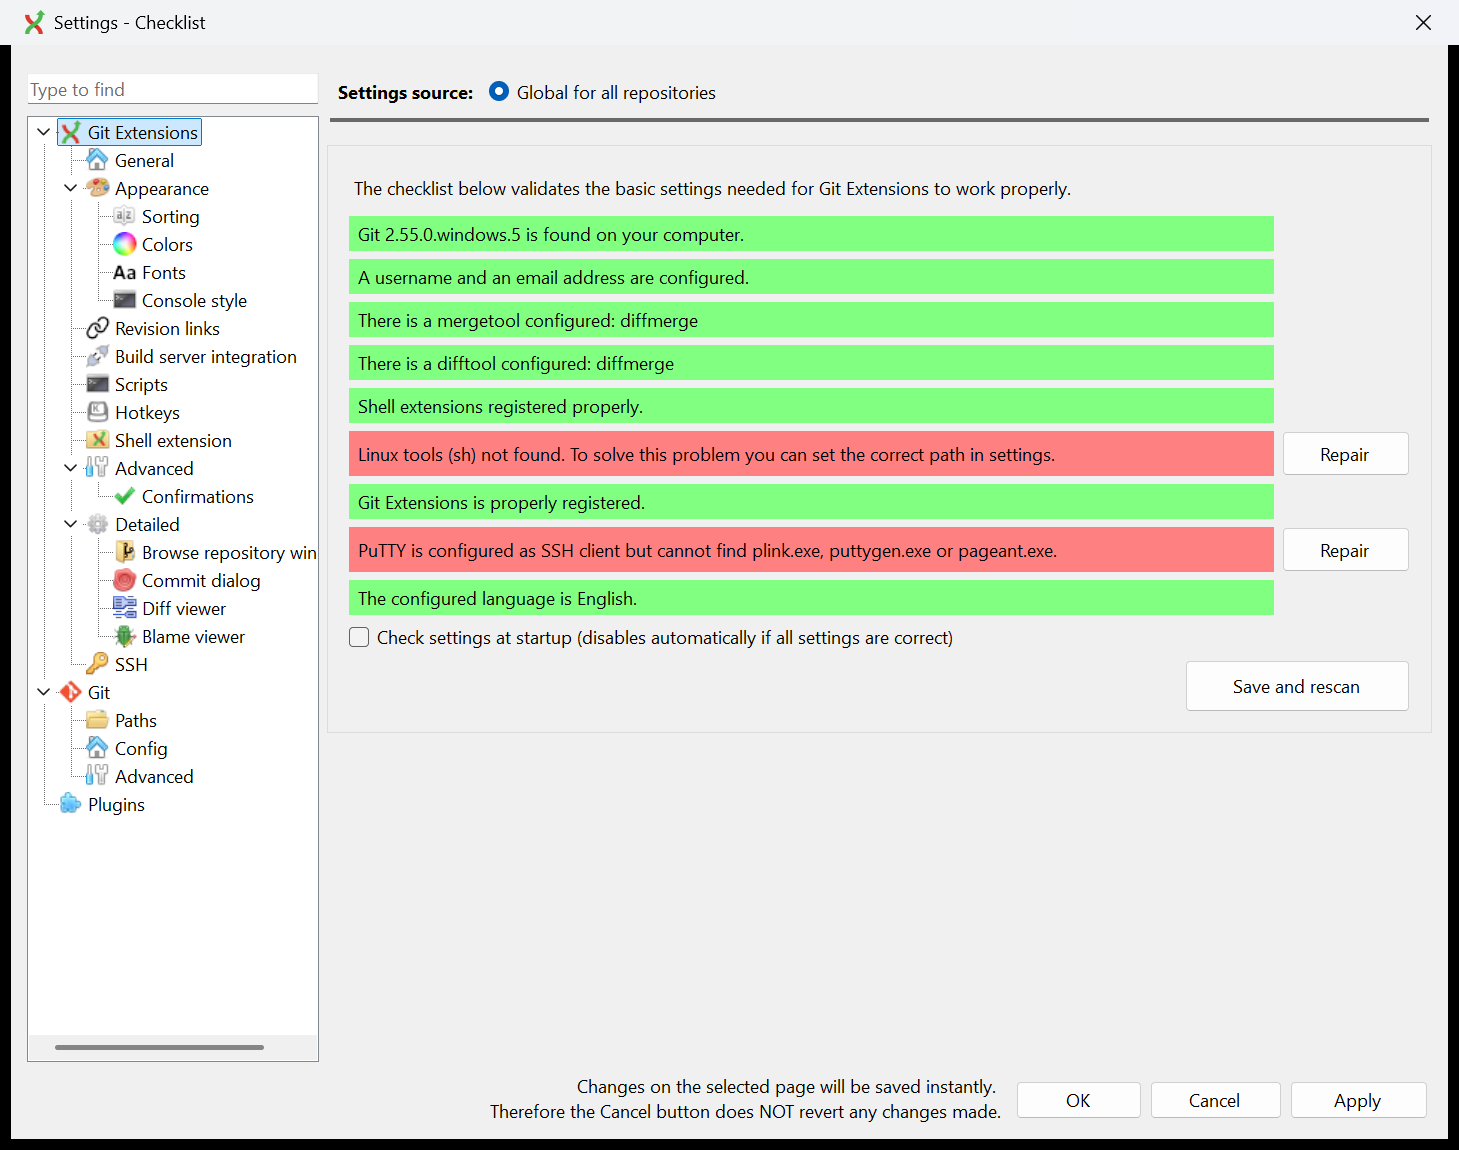 Settings - Checklist
Type to find
Git Extensions
General
Appearance
Sorting
Colors
Aa Fonts
Console style
Revision links
Build server integration
Scripts
Hotkeys
Shell extension
Advanced
Confirmations
Detailed
Browse repository win
Commit dialog
Diff viewer
Blame viewer
SSH
Git
Paths
Config
Advanced
Plugins
Settings source: Global for all repositories
The checklist below validates the basic settings needed for Git Extensions to work properly.
Git 2.55.0.windows.5 is found on your computer.
A username and an email address are configured.
There is a mergetool configured: diffmerge
There is a difftool configured: diffmerge
Shell extensions registered properly.
Linux tools (sh) not found. To solve this problem you can set the correct path in settings.
Repair
Git Extensions is properly registered.
PuTTY is configured as SSH client but cannot find plink.exe, puttygen.exe or pageant.exe.
Repair
The configured language is English.
Check settings at startup (disables automatically if all settings are correct)
Save and rescan
Changes on the selected page will be saved instantly.
Therefore the Cancel button does NOT revert any changes made.
OK
Cancel
Apply